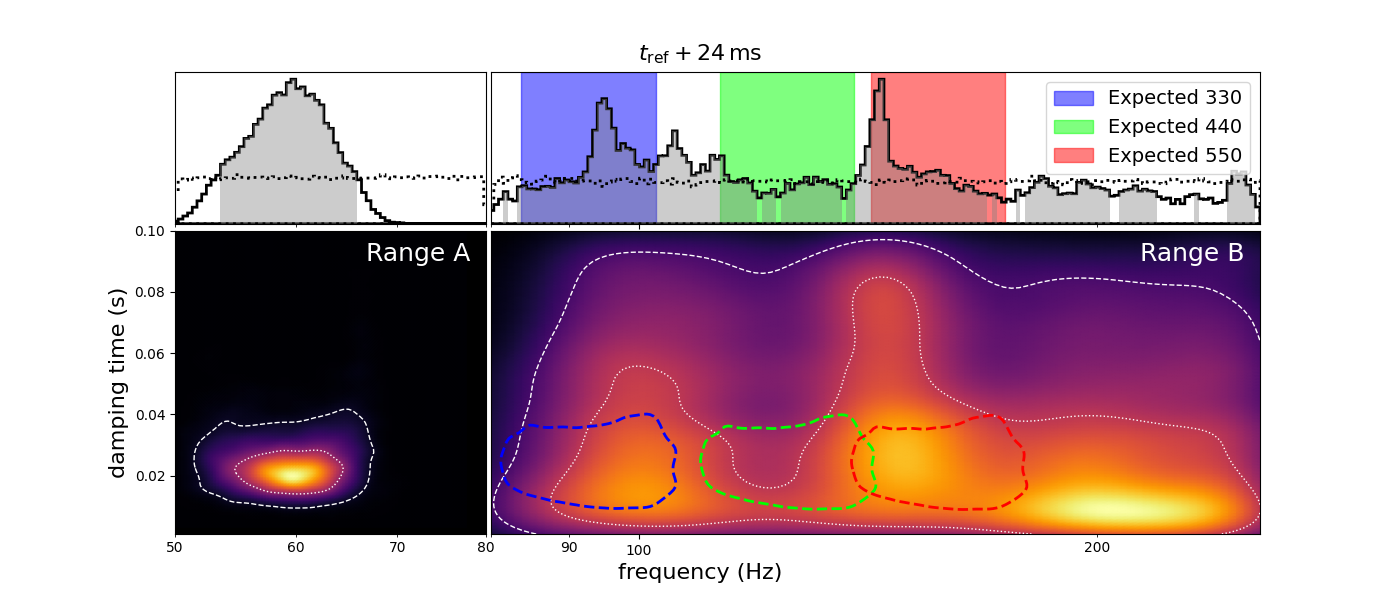 t_ref + 24 ms
Expected 330
Expected 440
Expected 550
Range A
Range B
0.10
0.08
0.06
0.04
0.02
damping time (s)
50 60 70 80 90 100 200
frequency (Hz)